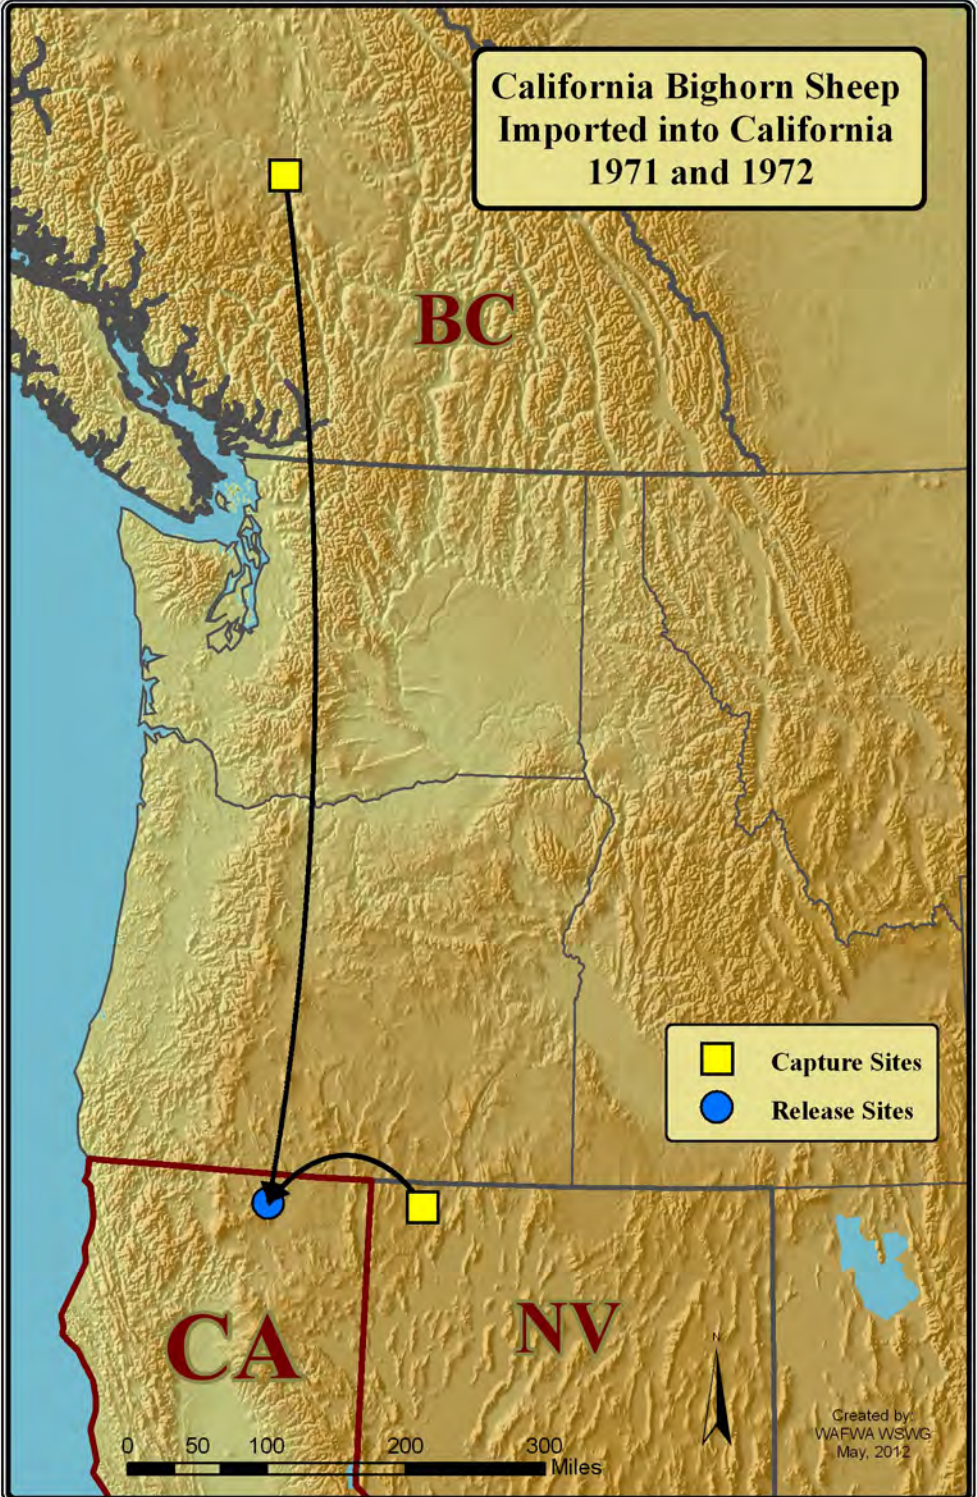 California Bighorn Sheep
Imported into California
1971 and 1972
BC
Capture Sites
Release Sites
CA
NV
N
0 50 100 200 300
Miles
Created by:
WAFWA WSWG
May, 2012